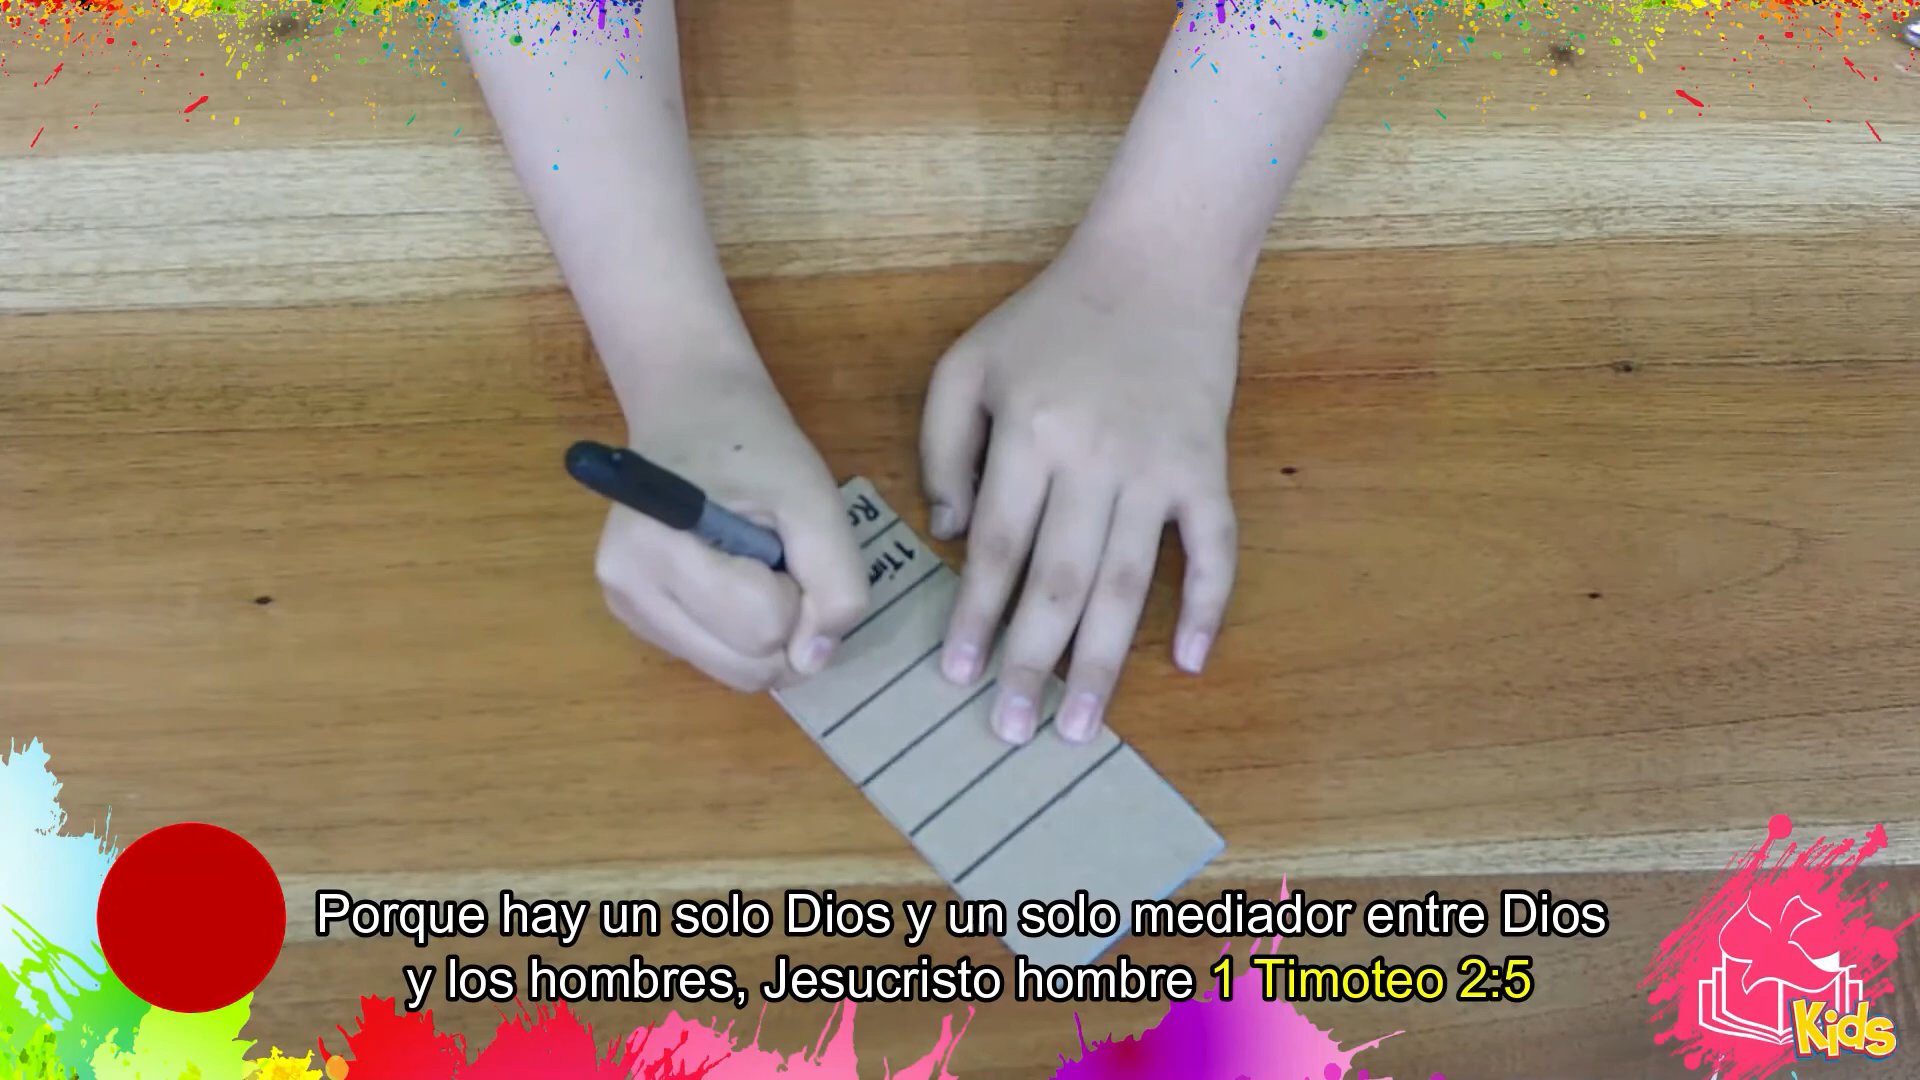 Porque hay un solo Dios y un solo mediador entre Dios
y los hombres, Jesucristo hombre 1 Timoteo 2:5
Kids